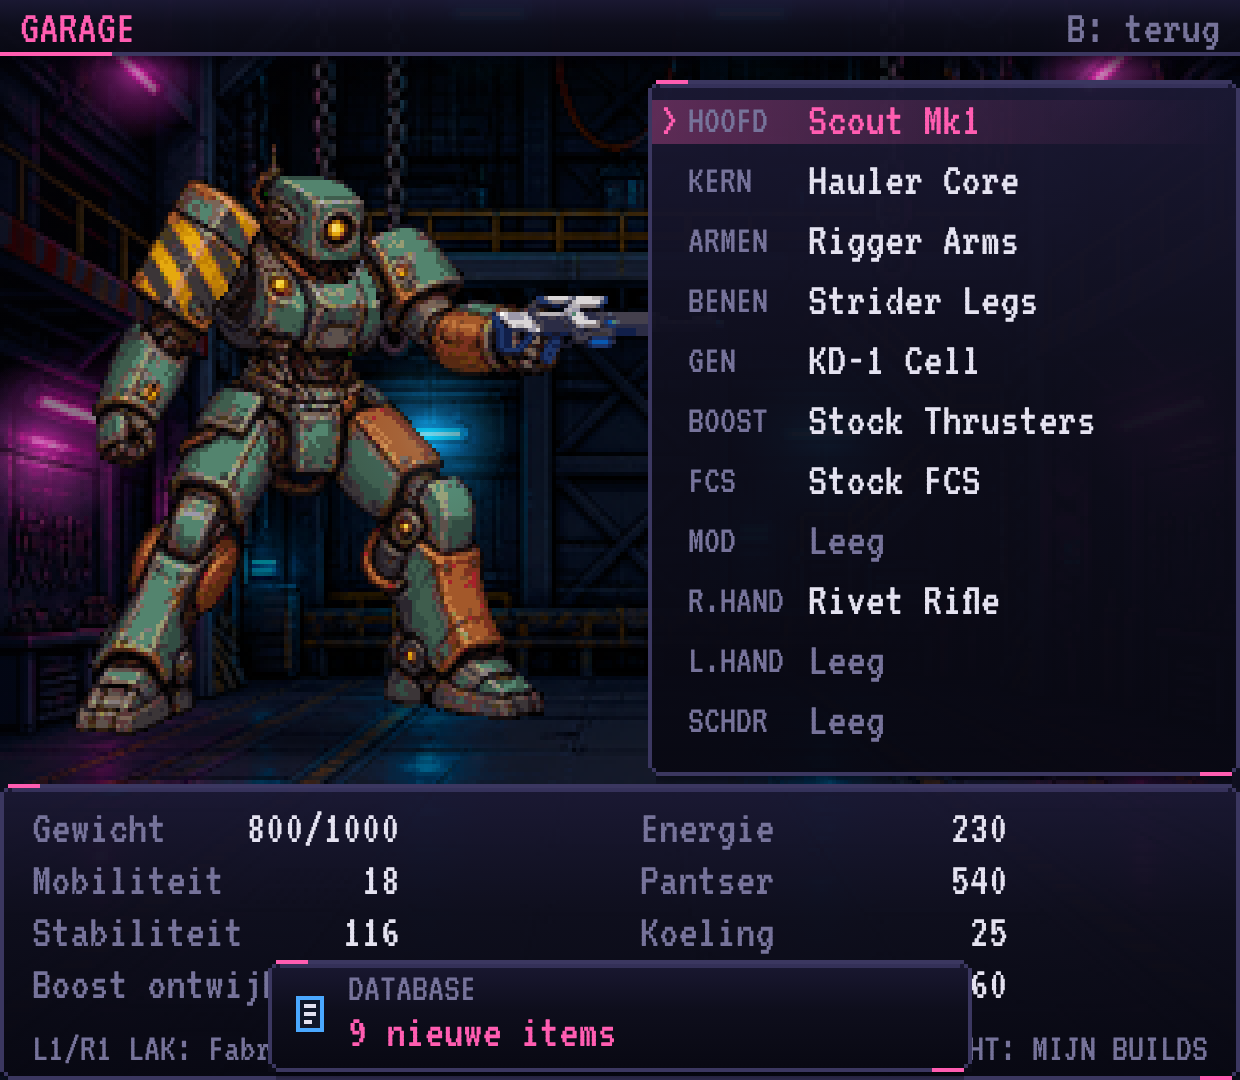 GARAGE
B: terug
HOOFD Scout Mk1
KERN Hauler Core
ARMEN Rigger Arms
BENEN Strider Legs
GEN KD-1 Cell
BOOST Stock Thrusters
FCS Stock FCS
MOD Leeg
R.HAND Rivet Rifle
L.HAND Leeg
SCHDR Leeg
Gewicht 800/1000 Energie 230
Mobiliteit 18 Pantser 540
Stabiliteit 116 Koeling 25
Boost
DATABASE
9 nieuwe items
L1/R1 LAK: MIJN BUILDS